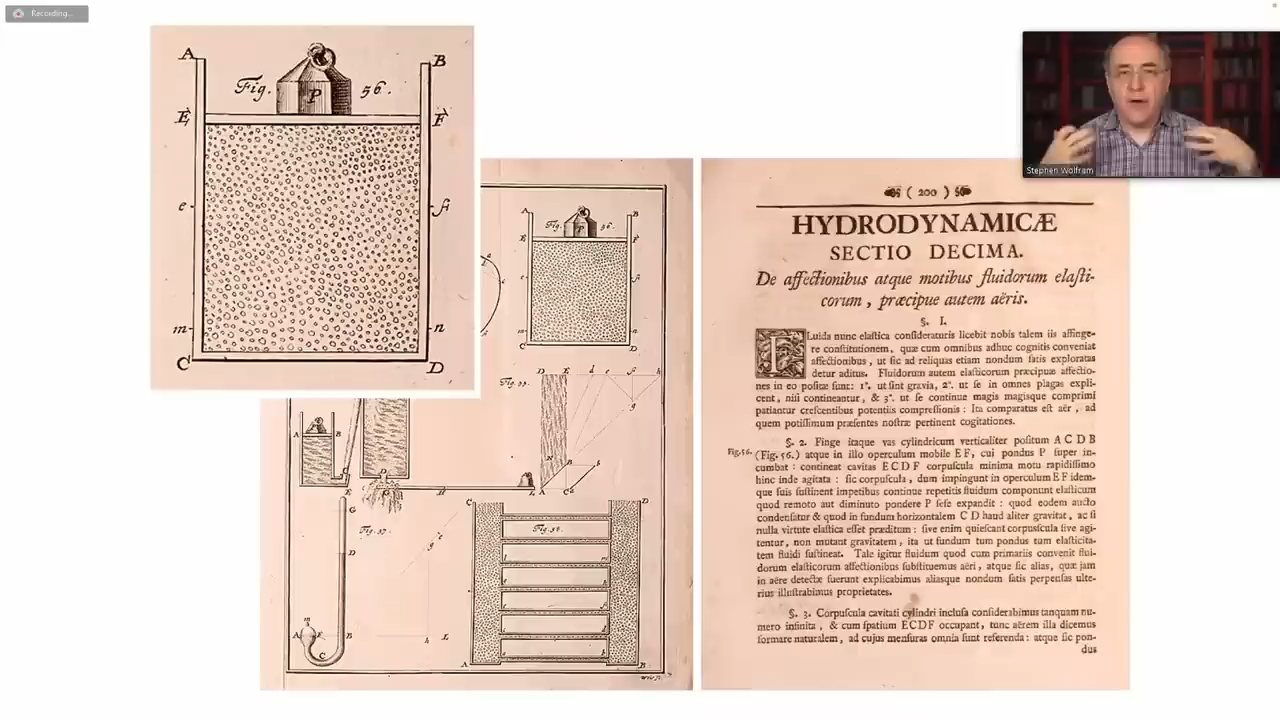 Recording...
A
B
Fig. 56.
P
E
F
e
f
m
n
C
D
Stephen Wolfram
( 200 )
HYDRODYNAMICÆ
SECTIO DECIMA.
De affectionibus atque motibus fluidorum elasti-
corum, præcipue autem aëris.
§. I.
FLuida nunc elastica consideraturis licebit nobis talem iis affinge-
re constitutionem, quæ cum omnibus adhuc cognitis conveniat
affectionibus, ut sic ad reliquas etiam nondum satis exploratas
detur aditus. Fluidorum autem elasticorum præcipuæ affectio-
nes in eo positæ sunt: 1°. ut sint gravia, 2°. ut se in omnes plagas expli-
cent, nisi contineantur, & 3°. ut se continue magis magisque comprimi
patiantur crescentibus potentiis compressionis: Ita comparatus est aër, ad
quem potissimum præsentes nostræ pertinent cogitationes.
§. 2. Finge itaque vas cylindricum verticaliter positum A C D B
Fig. 56. (Fig. 56.) atque in illo operculum mobile E F, cui pondus P super in-
cumbat: contineat cavitas E C D F corpuscula minima motu rapidissimo
hinc inde agitata: sic corpuscula, dum impingunt in operculum E F idem-
que suis sustinent impetibus continue repetitis fluidum componunt elasticum
quod remoto aut diminuto pondere P sese expandit: quod eodem aucto
condensatur & quod in fundum horizontalem C D haud aliter gravitat, ac si
nulla virtute elastica esset præditum: sive enim quiescant corpuscula sive agi-
tentur, non mutant gravitatem, ita ut fundum tum pondus tum elasticita-
tem fluidi sustineat. Tale igitur fluidum quod cum primariis convenit flui-
dorum elasticorum affectionibus substituemus aëri, atque sic alias, quæ jam
in aëre detectæ fuerunt explicabimus aliasque nondum satis perpensas ulte-
rius illustrabimus proprietates.
§. 3. Corpuscula cavitati cylindri inclusa considerabimus tanquam nu-
mero infinita, & cum spatium E C D F occupant, tunc aërem illa dicemus
formare naturalem, ad cujus mensuras omnia sunt referenda: atque sic pon-
dus